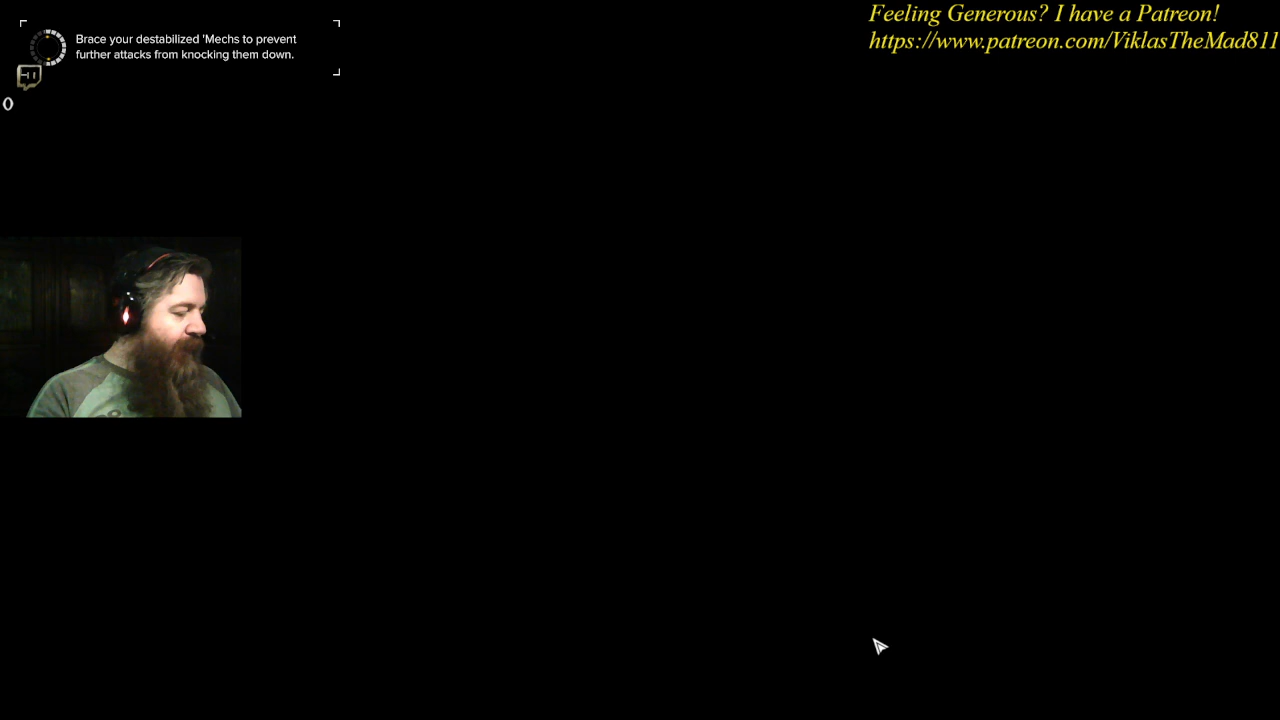 Feeling Generous? I have a Patreon!
https://www.patreon.com/ViklasTheMad811
Brace your destabilized 'Mechs to prevent
further attacks from knocking them down.
0